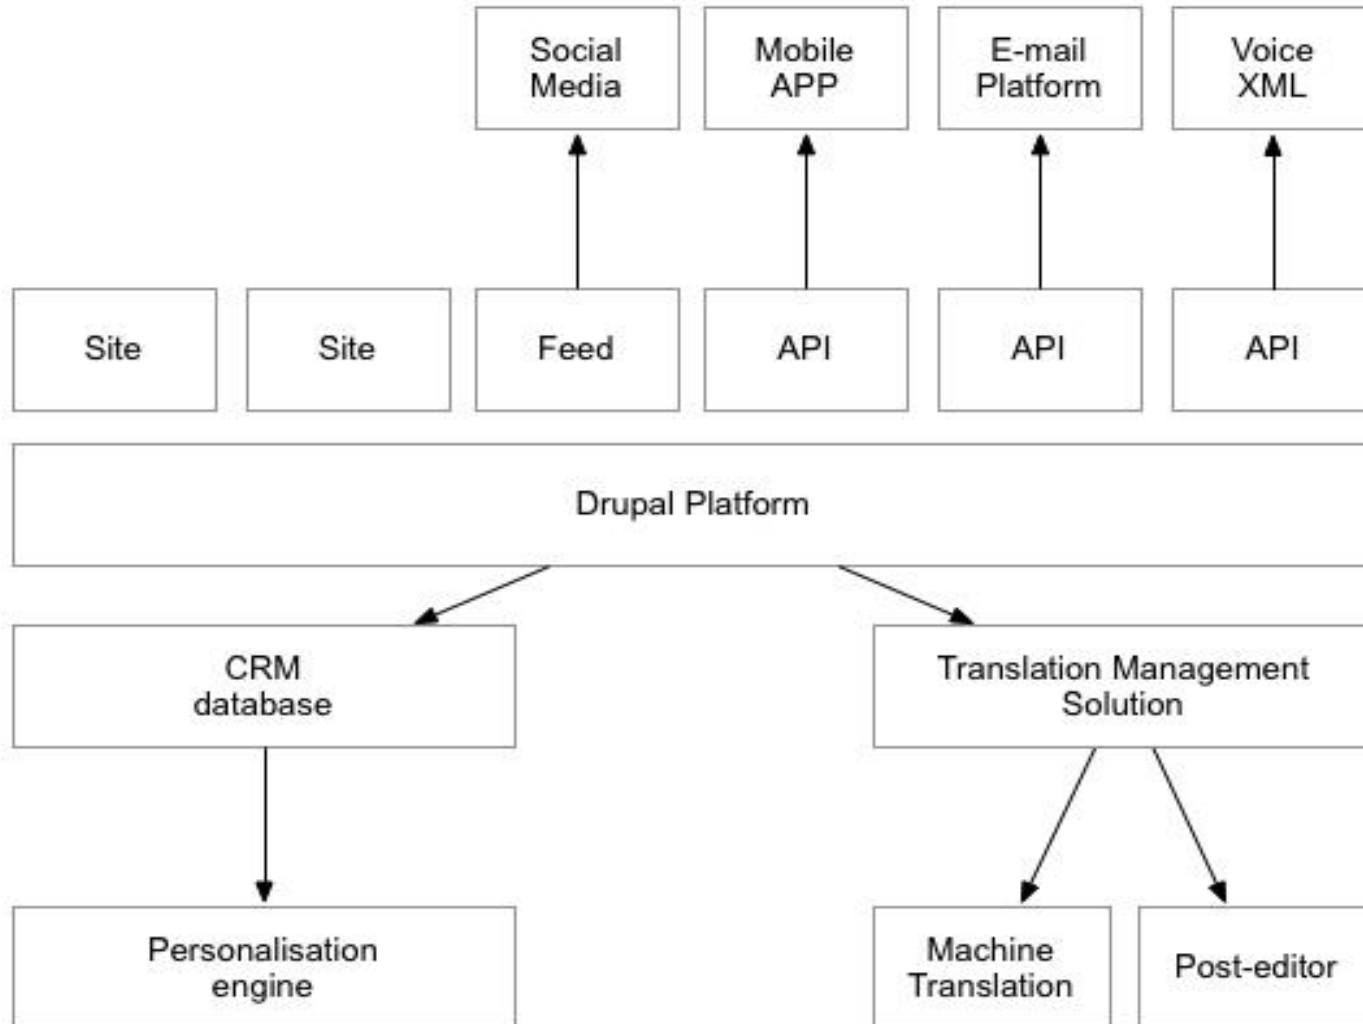 Social
Media
Mobile
APP
E-mail
Platform
Voice
XML
Site
Site
Feed
API
API
API
Drupal Platform
CRM
database
Translation Management
Solution
Personalisation
engine
Machine
Translation
Post-editor